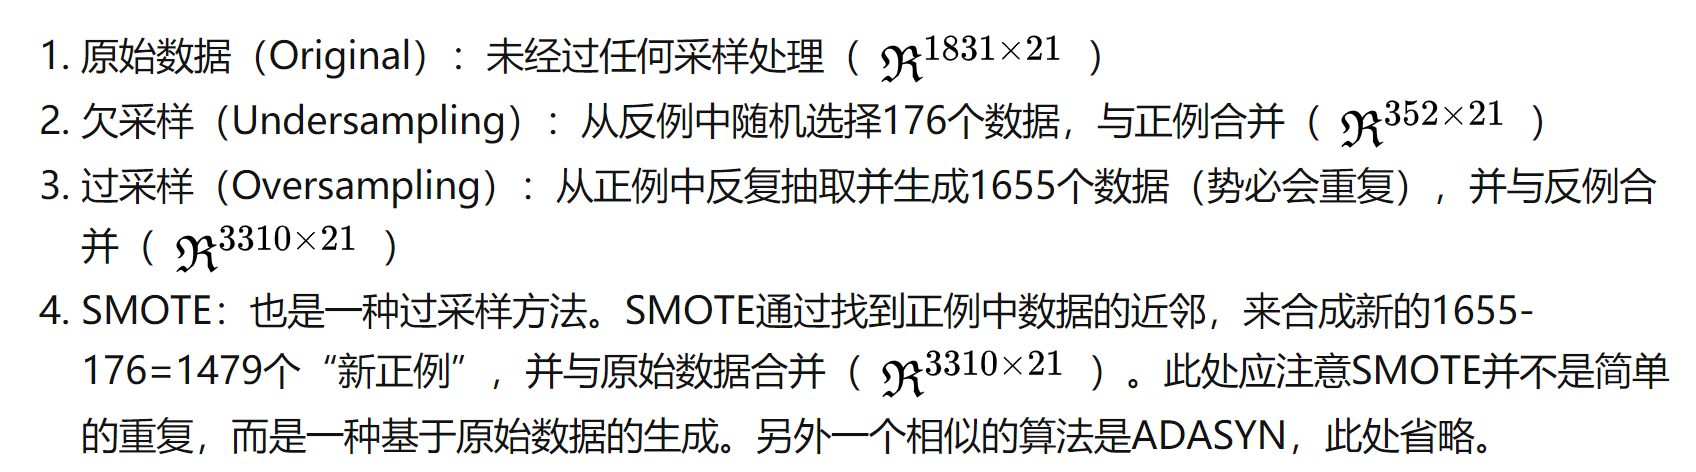 1. 原始数据（Original）：未经过任何采样处理（ ℜ^{1831×21} ）
2. 欠采样（Undersampling）：从反例中随机选择176个数据，与正例合并（ ℜ^{352×21} ）
3. 过采样（Oversampling）：从正例中反复抽取并生成1655个数据（势必会重复），并与反例合
并（ ℜ^{3310×21} ）
4. SMOTE：也是一种过采样方法。SMOTE通过找到正例中数据的近邻，来合成新的1655-
176=1479个“新正例”，并与原始数据合并（ ℜ^{3310×21} ）。此处应注意SMOTE并不是简单
的重复，而是一种基于原始数据的生成。另外一个相似的算法是ADASYN，此处省略。